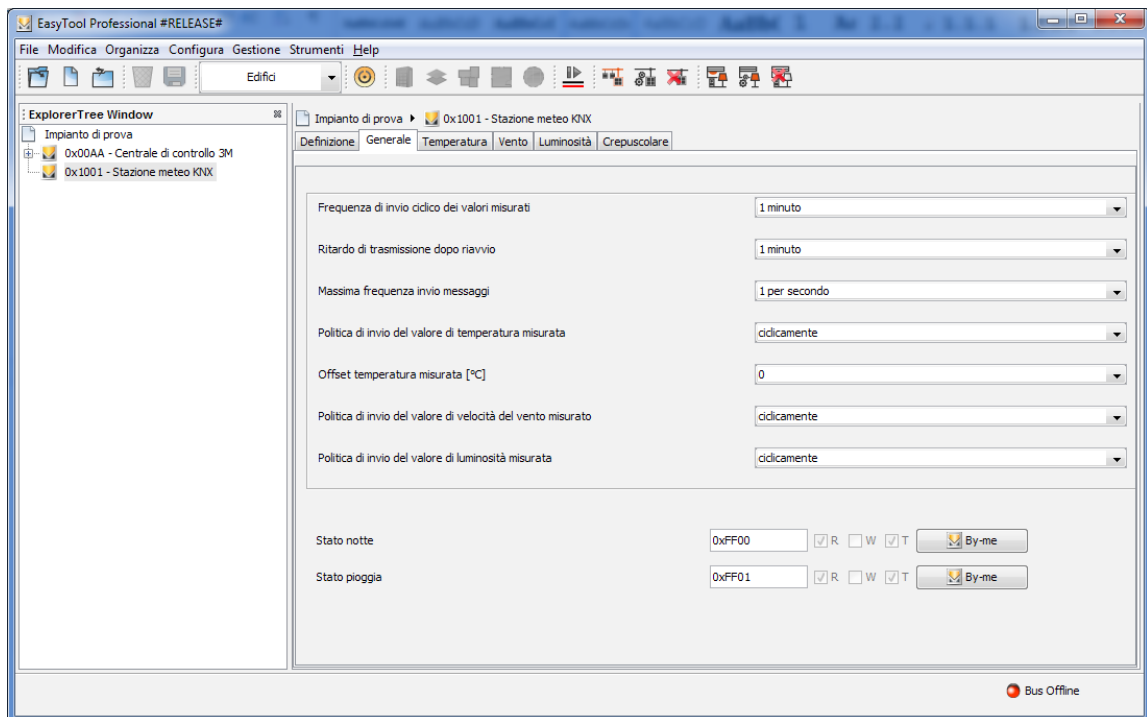 EasyTool Professional #RELEASE#
File Modifica Organizza Configura Gestione Strumenti Help
Edifici
ExplorerTree Window
Impianto di prova
0x00AA - Centrale di controllo 3M
0x1001 - Stazione meteo KNX
Impianto di prova 0x1001 - Stazione meteo KNX
Definizione Generale Temperatura Vento Luminosità Crepuscolare
Frequenza di invio ciclico dei valori misurati 1 minuto
Ritardo di trasmissione dopo riavvio 1 minuto
Massima frequenza invio messaggi 1 per secondo
Politica di invio del valore di temperatura misurata ciclicamente
Offset temperatura misurata [°C] 0
Politica di invio del valore di velocità del vento misurato ciclicamente
Politica di invio del valore di luminosità misurata ciclicamente
Stato notte 0xFF00 R W T By-me
Stato pioggia 0xFF01 R W T By-me
Bus Offline